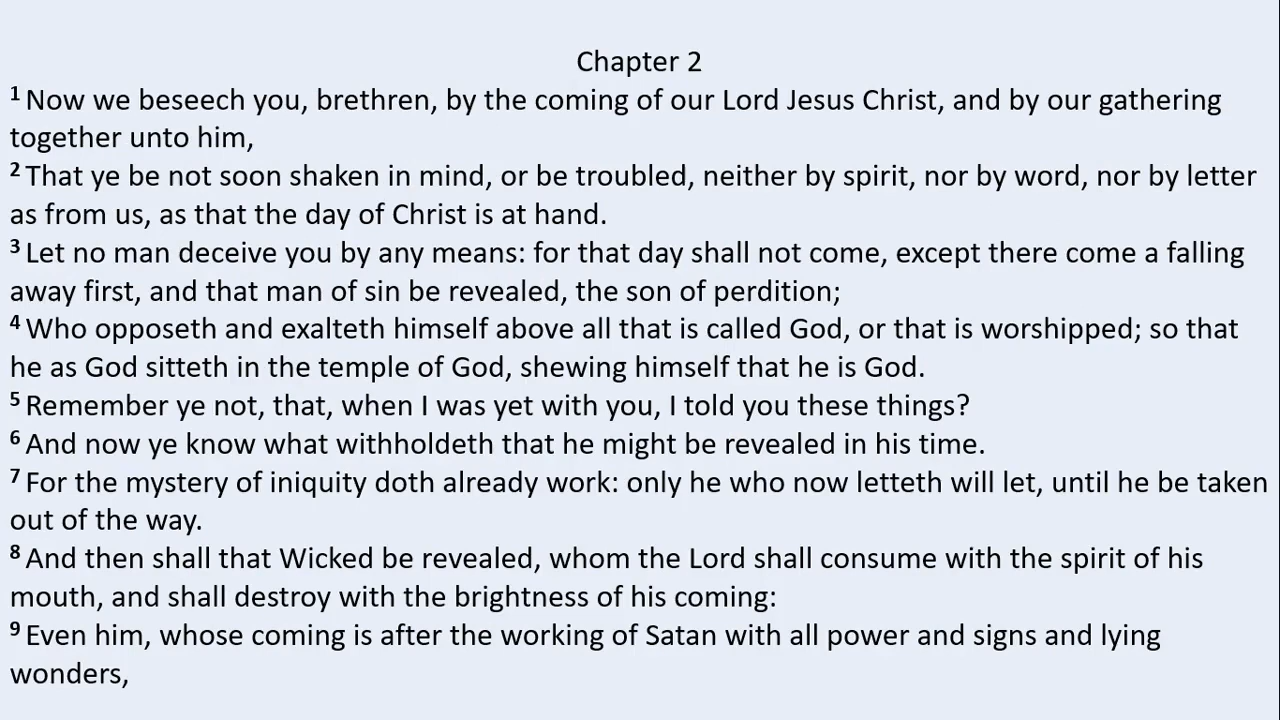 Chapter 2
1 Now we beseech you, brethren, by the coming of our Lord Jesus Christ, and by our gathering
together unto him,
2 That ye be not soon shaken in mind, or be troubled, neither by spirit, nor by word, nor by letter
as from us, as that the day of Christ is at hand.
3 Let no man deceive you by any means: for that day shall not come, except there come a falling
away first, and that man of sin be revealed, the son of perdition;
4 Who opposeth and exalteth himself above all that is called God, or that is worshipped; so that
he as God sitteth in the temple of God, shewing himself that he is God.
5 Remember ye not, that, when I was yet with you, I told you these things?
6 And now ye know what withholdeth that he might be revealed in his time.
7 For the mystery of iniquity doth already work: only he who now letteth will let, until he be taken
out of the way.
8 And then shall that Wicked be revealed, whom the Lord shall consume with the spirit of his
mouth, and shall destroy with the brightness of his coming:
9 Even him, whose coming is after the working of Satan with all power and signs and lying
wonders,